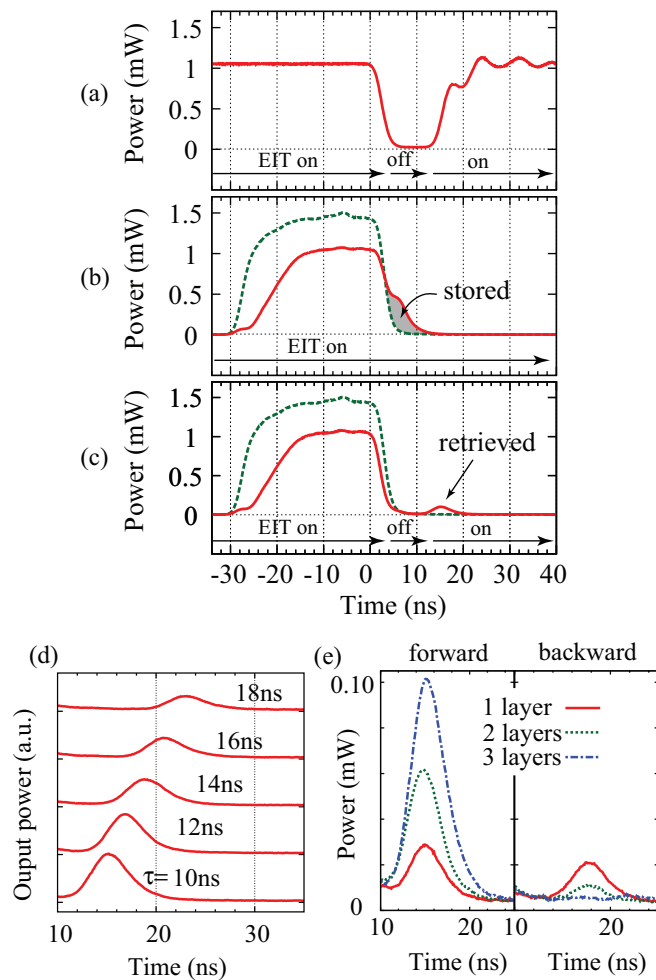 (a)
Power (mW)
1.5
1
0.5
0
EIT on
off
on
(b)
Power (mW)
1.5
1
0.5
0
stored
EIT on
(c)
Power (mW)
1.5
1
0.5
0
retrieved
EIT on
off
on
-30 -20 -10 0 10 20 30 40
Time (ns)
(d)
Ouput power (a.u.)
18ns
16ns
14ns
12ns
τ= 10ns
10 20 30
Time (ns)
(e)
forward backward
Power (mW)
0.10
0
1 layer
2 layers
3 layers
10 20 10 20
Time (ns) Time (ns)